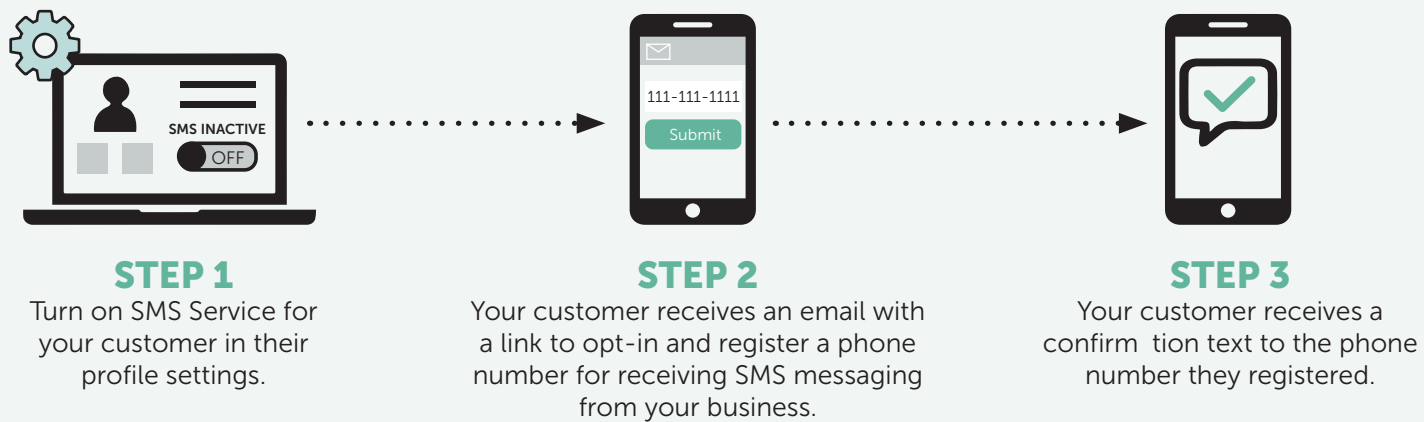 SMS INACTIVE
OFF
111-111-1111
Submit
STEP 1
Turn on SMS Service for
your customer in their
profile settings.
STEP 2
Your customer receives an email with
a link to opt-in and register a phone
number for receiving SMS messaging
from your business.
STEP 3
Your customer receives a
confirm tion text to the phone
number they registered.